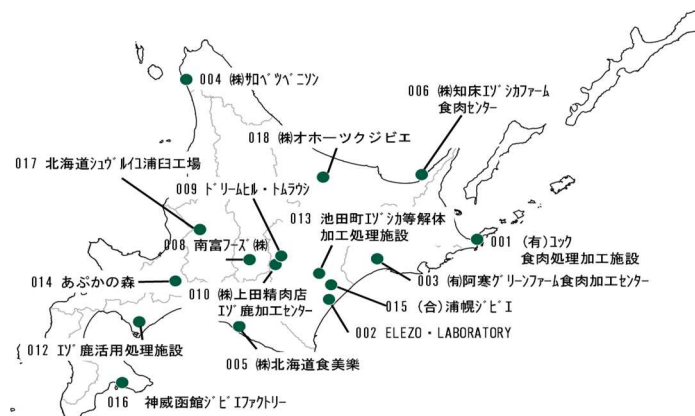 004 ㈱ｻﾛﾍﾞﾂﾍﾞﾆｿﾝ
006 ㈱知床ｴｿﾞｼｶﾌｧｰﾑ
食肉ｾﾝﾀｰ
018 ㈱オホーツクジビエ
017 北海道ｼｭｳﾞﾙｲﾕ浦臼工場
009 ﾄﾞﾘｰﾑﾋﾙ・ﾄﾑﾗｳｼ
013 池田町ｴｿﾞｼｶ等解体
加工処理施設
008 南富ﾌｰｽﾞ㈱
001 (有)ﾕｯｸ
食肉処理加工施設
003 ㈲阿寒ｸﾞﾘｰﾝﾌｧｰﾑ食肉加工ｾﾝﾀｰ
014 あぷかの森
010 ㈱上田精肉店
ｴｿﾞ鹿加工ｾﾝﾀｰ
015 (合)浦幌ｼﾞﾋﾞｴ
002 ELEZO・LABORATORY
012 ｴｿﾞ鹿活用処理施設
005 ㈱北海道食美樂
016 神威函館ｼﾞﾋﾞｴﾌｧｸﾄﾘｰ